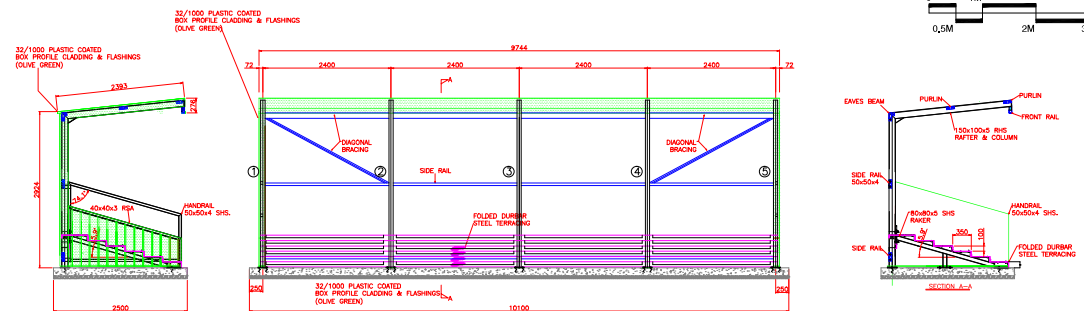 0.5M
2M
32/1000 PLASTIC COATED
BOX PROFILE CLADDING & FLASHINGS
(OLIVE GREEN)
32/1000 PLASTIC COATED
BOX PROFILE CLADDING & FLASHINGS
(OLIVE GREEN)
2393
276
2924
40x40x3 RSA
HANDRAIL
50x50x4 SHS.
2500
9744
72
2400
2400
2400
2400
72
A
DIAGONAL
BRACING
DIAGONAL
BRACING
1
2
3
4
5
SIDE RAIL
FOLDED DURBAR
STEEL TERRACING
250
250
A
32/1000 PLASTIC COATED
BOX PROFILE CLADDING & FLASHINGS
(OLIVE GREEN)
10100
EAVES BEAM
PURLIN
PURLIN
FRONT RAIL
150x100x5 RHS
RAFTER & COLUMN
SIDE RAIL
50x50x4
80x80x5 SHS
RAKER
350
100
HANDRAIL
50x50x4 SHS.
SIDE RAIL
FOLDED DURBAR
STEEL TERRACING
SECTION A-A